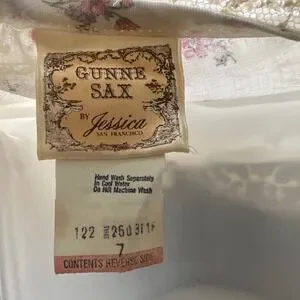 GUNNE
SAX
BY Jessica
SAN FRANCISCO
Hand Wash Separately
In Cool Water
Do Not Machine Wash
122
7
CONTENTS REVERSE SIDE